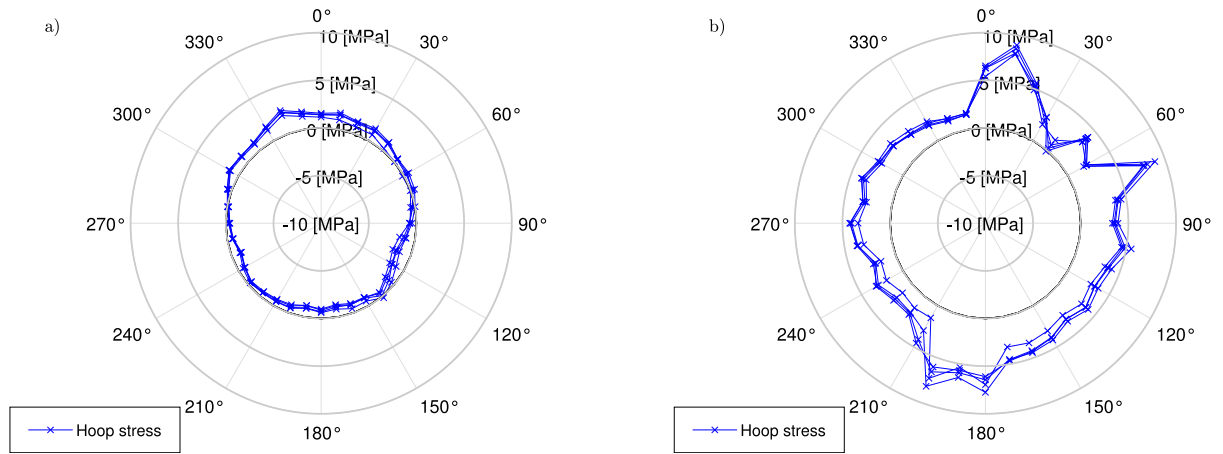 a)
0°
30°
60°
90°
120°
150°
180°
210°
240°
270°
300°
330°
10 [MPa]
5 [MPa]
0 [MPa]
-5 [MPa]
-10 [MPa]
Hoop stress
b)
0°
30°
60°
90°
120°
150°
180°
210°
240°
270°
300°
330°
10 [MPa]
5 [MPa]
0 [MPa]
-5 [MPa]
-10 [MPa]
Hoop stress